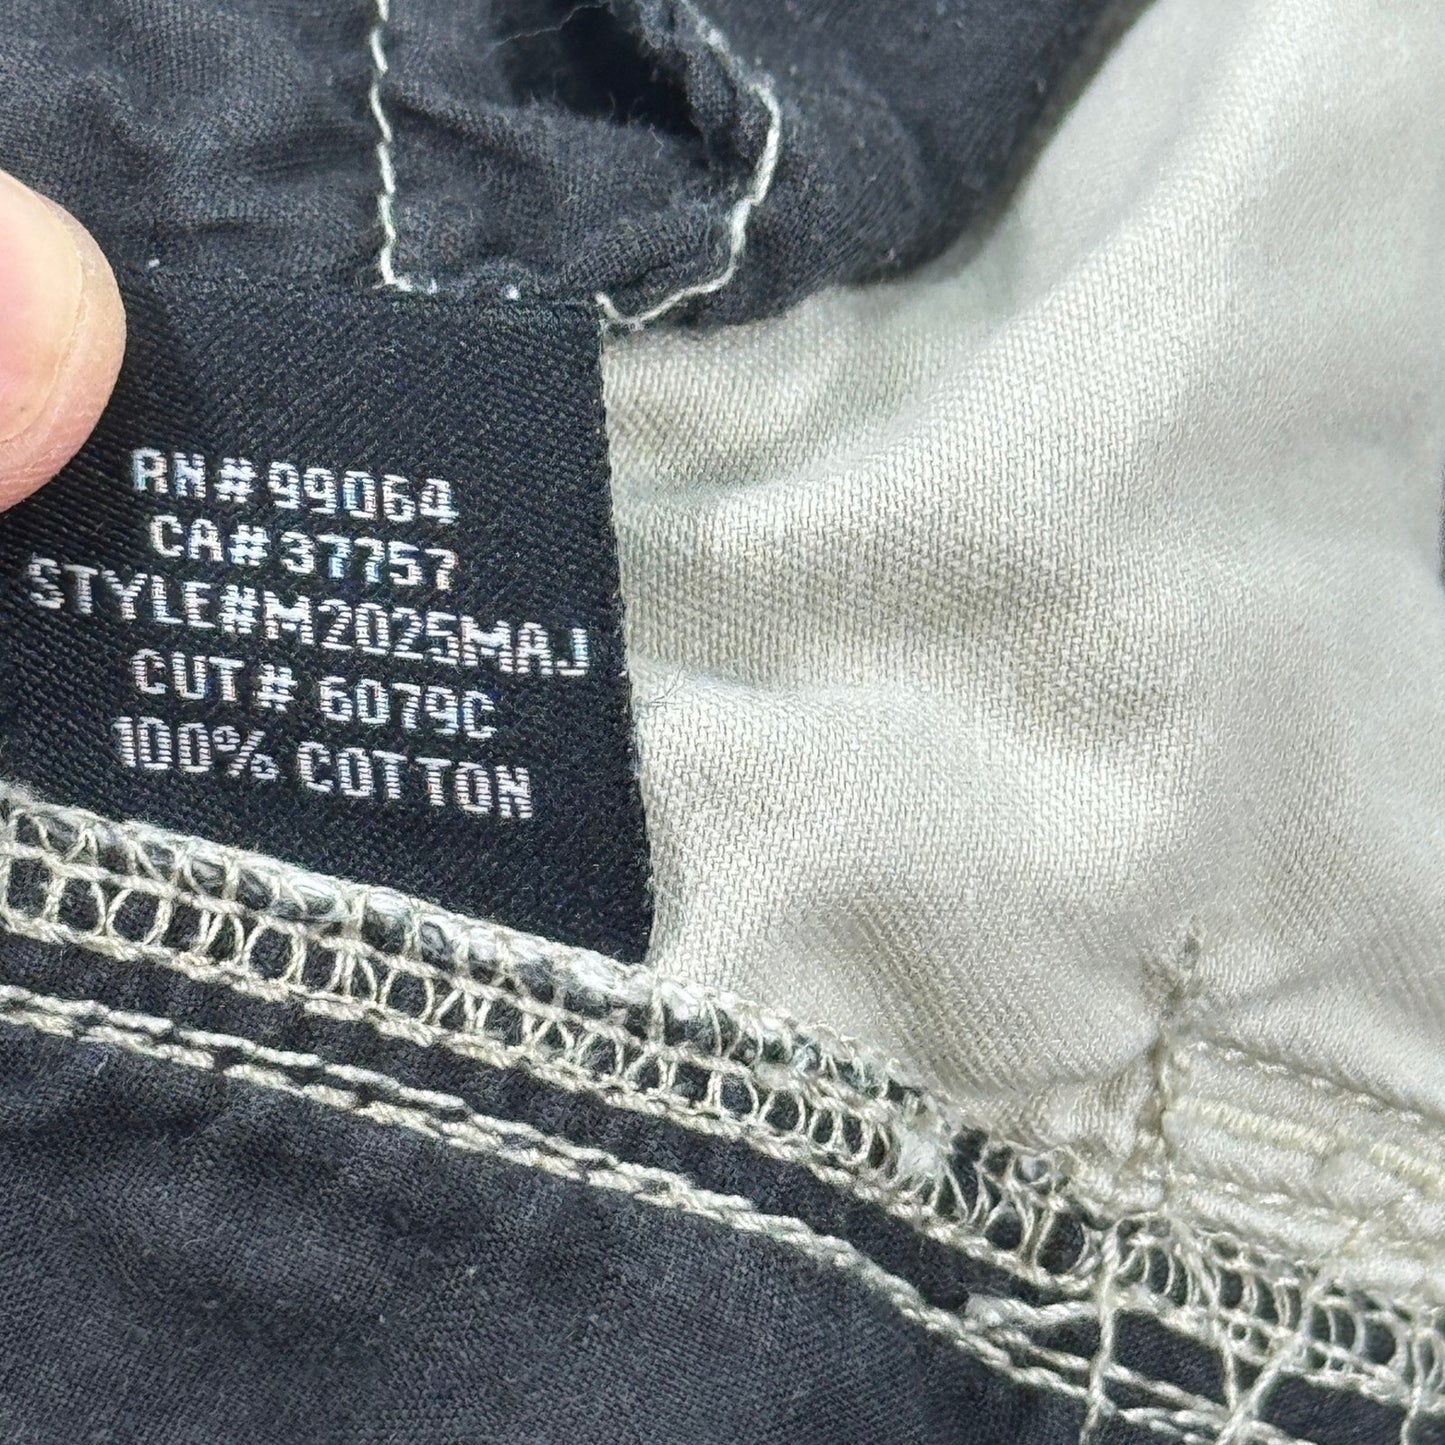 RN#99064
CA#37757
STYLE#M2025MAJ
CUT# 6079C
100% COTTON